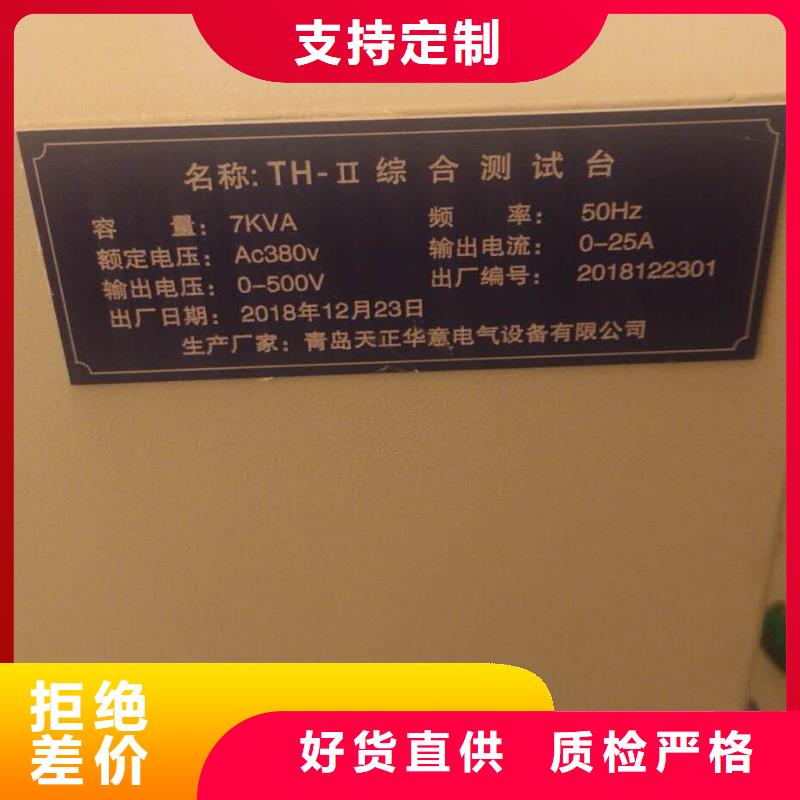 支持定制
名称: TH-Ⅱ 综合测试台
容量: 7KVA 频率: 50Hz
额定电压: Ac380v 输出电流: 0-25A
输出电压: 0-500V 出厂编号: 2018122301
出厂日期: 2018年12月23日
生产厂家: 青岛天正华意电气设备有限公司
拒绝
差价
好货直供 质检严格